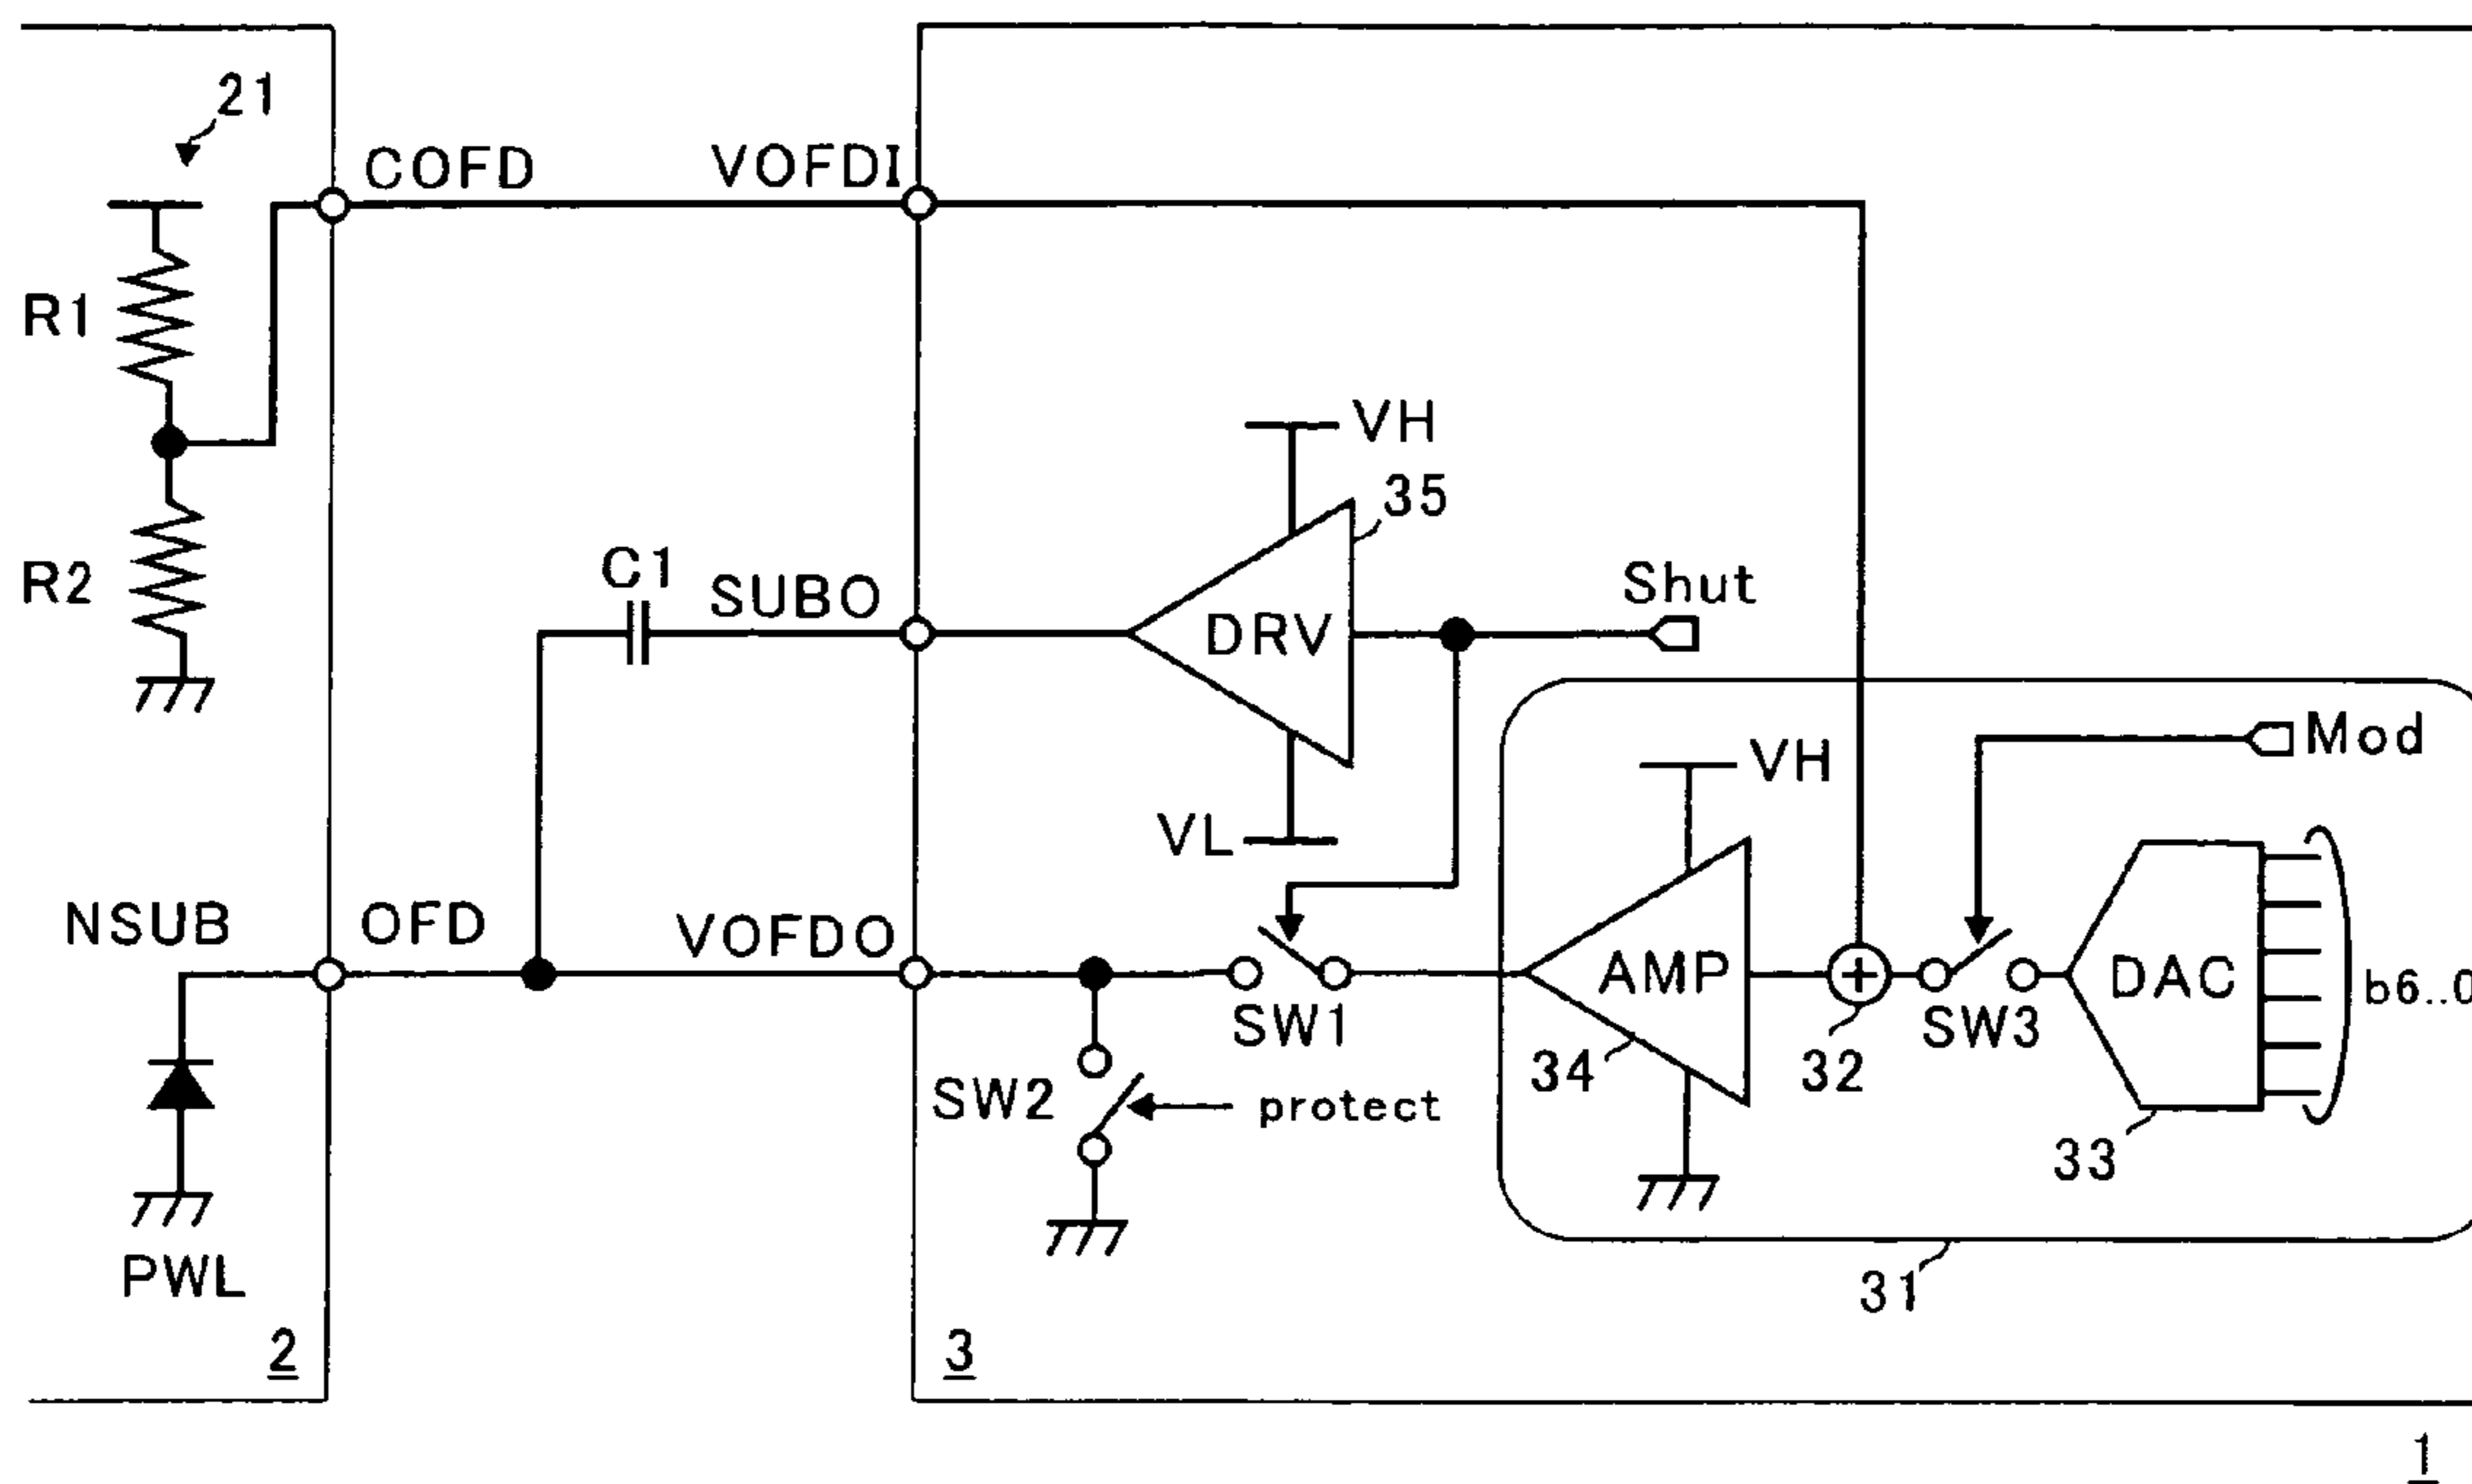 21
COFD
VOFDI
R1
VH
35
C1
SUBO
DRV
Shut
R2
Mod
VH
VL
NSUB
OFD
VOFDO
AMP
DAC
b6..0
SW1
SW3
SW2
protect
34
32
33
PWL
31
2
3
1